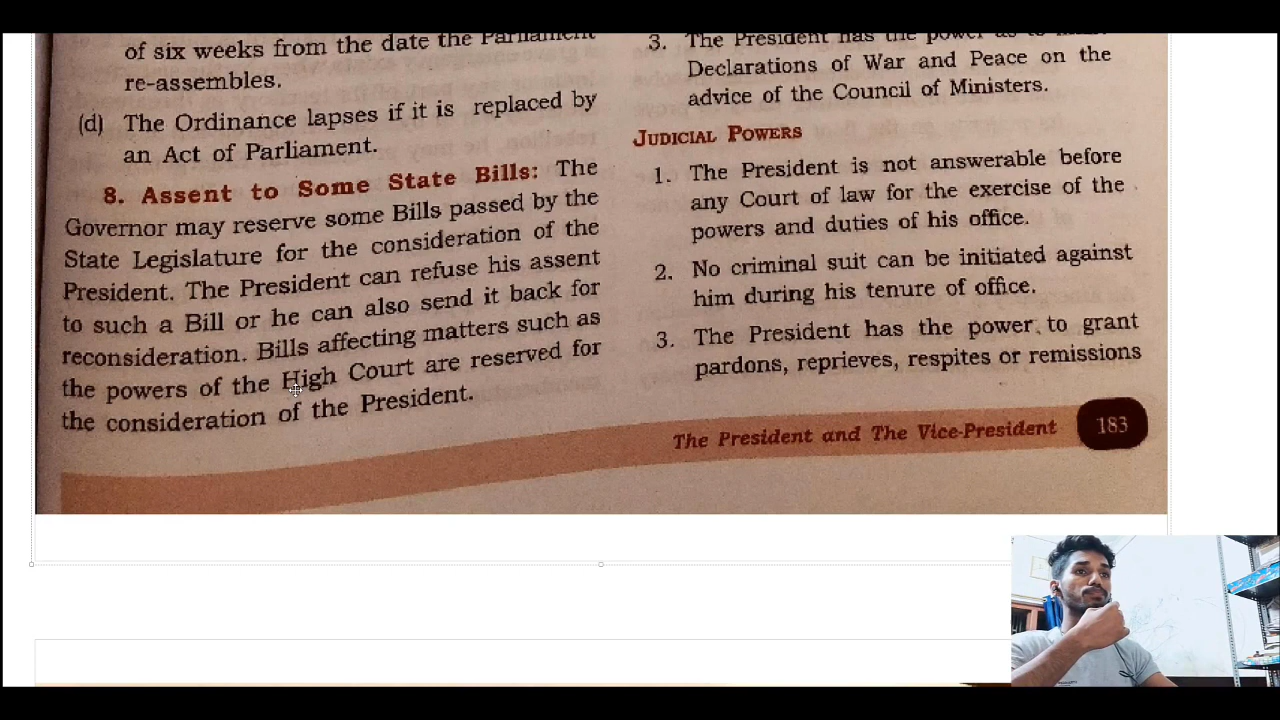 of six weeks from the date the Parliament
re-assembles.
(d) The Ordinance lapses if it is replaced by
an Act of Parliament.
8. Assent to Some State Bills: The
Governor may reserve some Bills passed by the
State Legislature for the consideration of the
President. The President can refuse his assent
to such a Bill or he can also send it back for
reconsideration. Bills affecting matters such as
the powers of the High Court are reserved for
the consideration of the President.
3. The President has the power as to
Declarations of War and Peace on the
advice of the Council of Ministers.
JUDICIAL POWERS
1. The President is not answerable before
any Court of law for the exercise of the
powers and duties of his office.
2. No criminal suit can be initiated against
him during his tenure of office.
3. The President has the power to grant
pardons, reprieves, respites or remissions
The President and The Vice-President 183